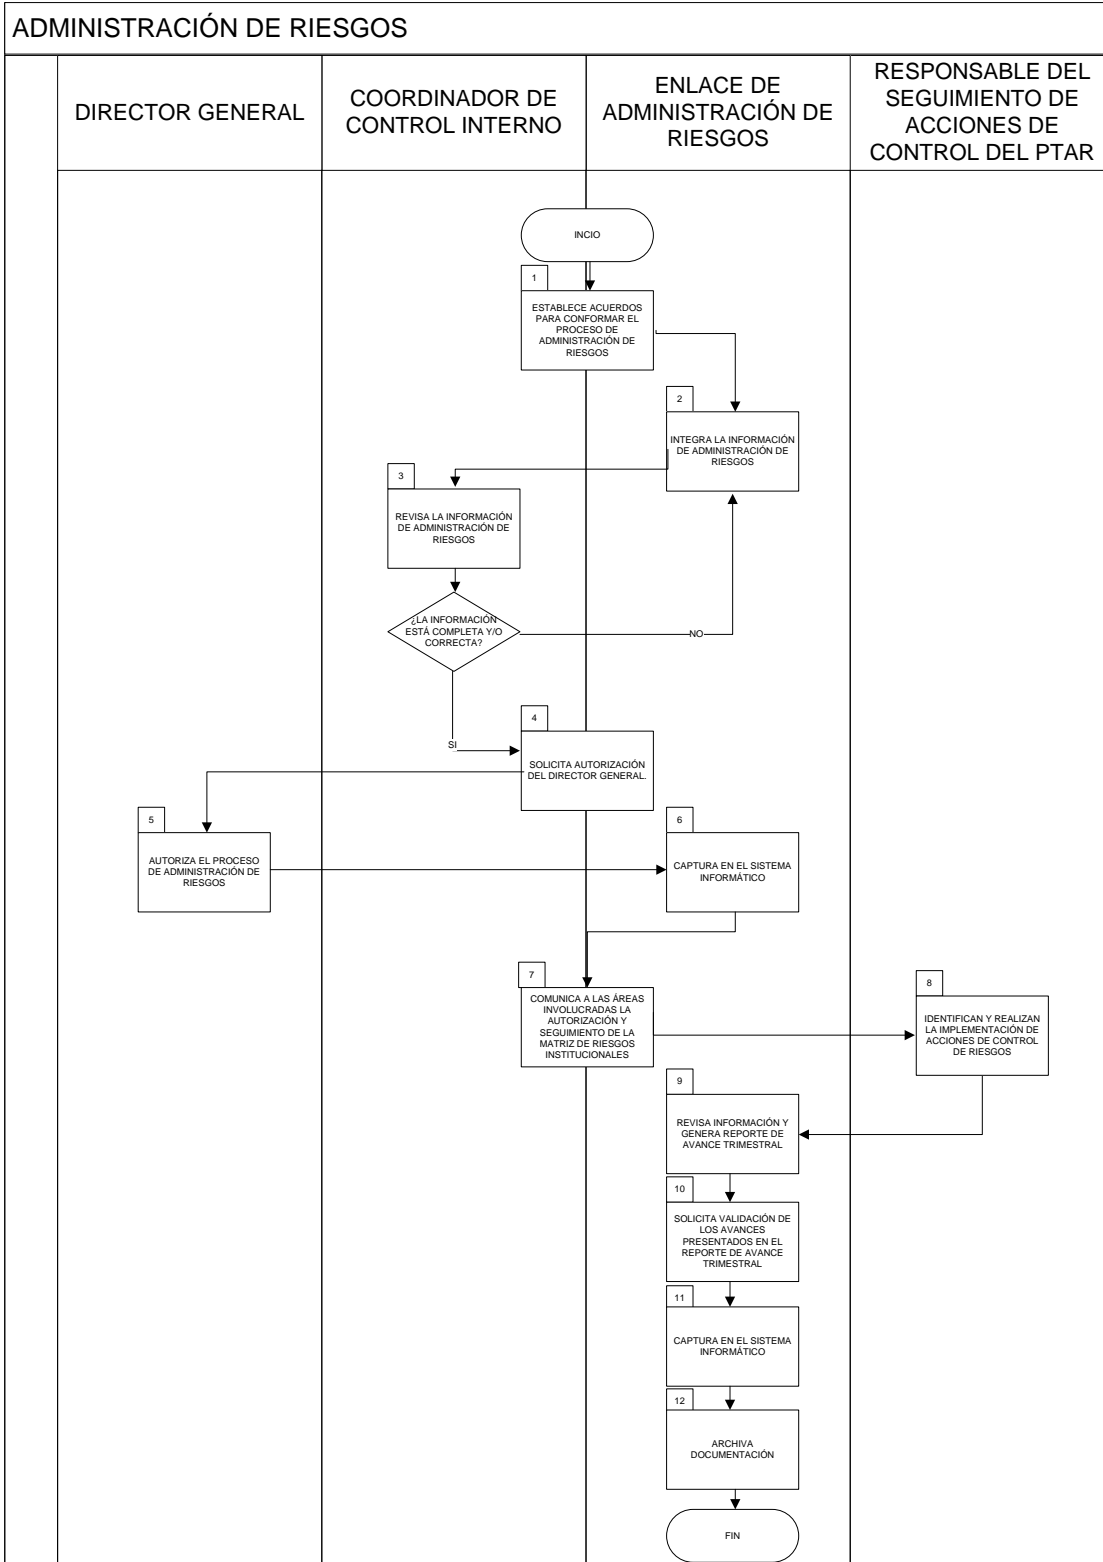 ADMINISTRACIÓN DE RIESGOS
DIRECTOR GENERAL
COORDINADOR DE
CONTROL INTERNO
ENLACE DE
ADMINISTRACIÓN DE
RIESGOS
RESPONSABLE DEL
SEGUIMIENTO DE
ACCIONES DE
CONTROL DEL PTAR
INCIO
1
ESTABLECE ACUERDOS
PARA CONFORMAR EL
PROCESO DE
ADMINISTRACIÓN DE
RIESGOS
2
INTEGRA LA INFORMACIÓN
DE ADMINISTRACIÓN DE
RIESGOS
3
REVISA LA INFORMACIÓN
DE ADMINISTRACIÓN DE
RIESGOS
¿LA INFORMACIÓN
ESTÁ COMPLETA Y/O
CORRECTA?
NO
SI
4
SOLICITA AUTORIZACIÓN
DEL DIRECTOR GENERAL.
5
AUTORIZA EL PROCESO
DE ADMINISTRACIÓN DE
RIESGOS
6
CAPTURA EN EL SISTEMA
INFORMÁTICO
7
COMUNICA A LAS ÁREAS
INVOLUCRADAS LA
AUTORIZACIÓN Y
SEGUIMIENTO DE LA
MATRIZ DE RIESGOS
INSTITUCIONALES
8
IDENTIFICAN Y REALIZAN
LA IMPLEMENTACIÓN DE
ACCIONES DE CONTROL
DE RIESGOS
9
REVISA INFORMACIÓN Y
GENERA REPORTE DE
AVANCE TRIMESTRAL
10
SOLICITA VALIDACIÓN DE
LOS AVANCES
PRESENTADOS EN EL
REPORTE DE AVANCE
TRIMESTRAL
11
CAPTURA EN EL SISTEMA
INFORMÁTICO
12
ARCHIVA
DOCUMENTACIÓN
FIN